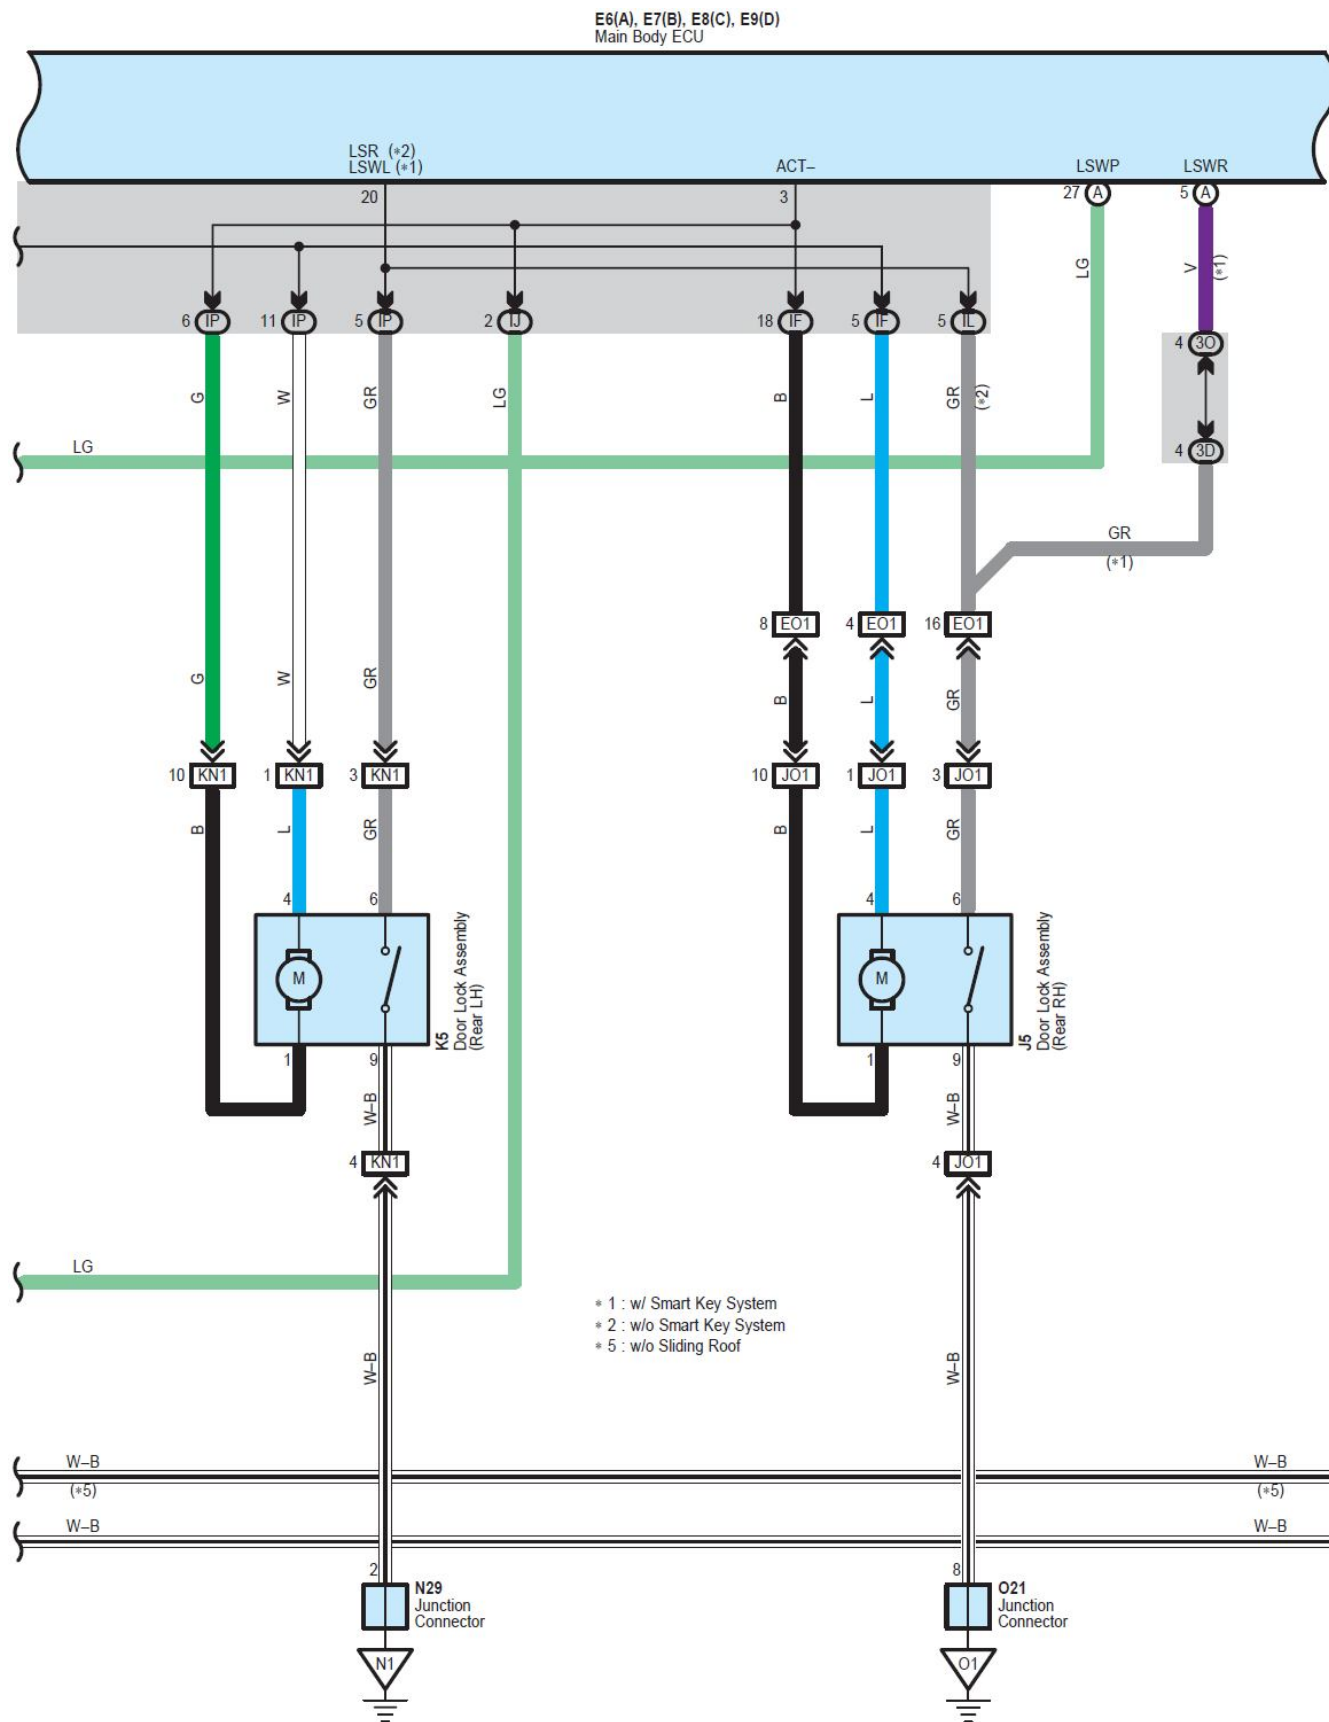 E6(A), E7(B), E8(C), E9(D)
Main Body ECU
LSR (∗2)
LSWL (∗1)
ACT–
LSWP
LSWR
20
3
27 A
5 A
LG
V
(∗1)
6 IP
11 IP
5 IP
2 IJ
18 IF
5 IF
5 IL
4 3O
G
W
GR
LG
B
L
GR
(∗2)
LG
4 3D
GR
(∗1)
8 EO1
4 EO1
16 EO1
G
W
GR
B
L
GR
10 KN1
1 KN1
3 KN1
10 JO1
1 JO1
3 JO1
B
L
GR
B
L
GR
4
6
4
6
M
M
K5
Door Lock Assembly
(Rear LH)
J5
Door Lock Assembly
(Rear RH)
1
9
1
9
W–B
W–B
4 KN1
4 JO1
LG
∗ 1 : w/ Smart Key System
∗ 2 : w/o Smart Key System
∗ 5 : w/o Sliding Roof
W–B
W–B
W–B
(∗5)
W–B
(∗5)
W–B
W–B
2
N29
Junction
Connector
8
O21
Junction
Connector
N1
O1